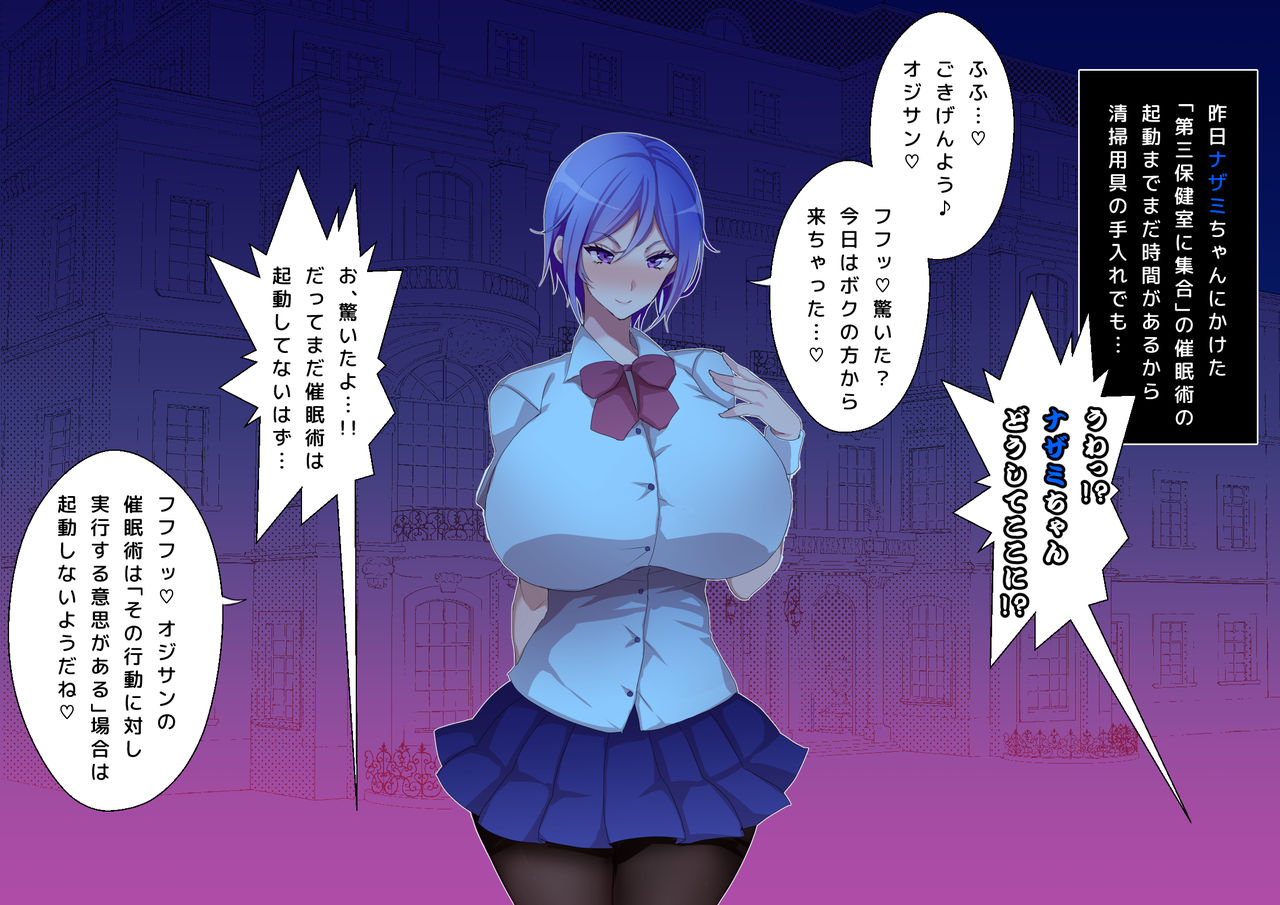 昨日ナザミちゃんにかけた
「第三保健室に集合」の催眠術の
起動までまだ時間があるから
清掃用具の手入れでも…
うわっ!?
ナザミちゃん
どうしてここに!?
ふふ…♡
ごきげんよう♪
オジサン♡
フフッ♡驚いた?
今日はボクの方から
来ちゃった…♡
お、驚いたよ…!!
だってまだ催眠術は
起動してないはず…
フフフッ♡オジサンの
催眠術は「その行動に対し
実行する意思がある」場合は
起動しないようだね♡